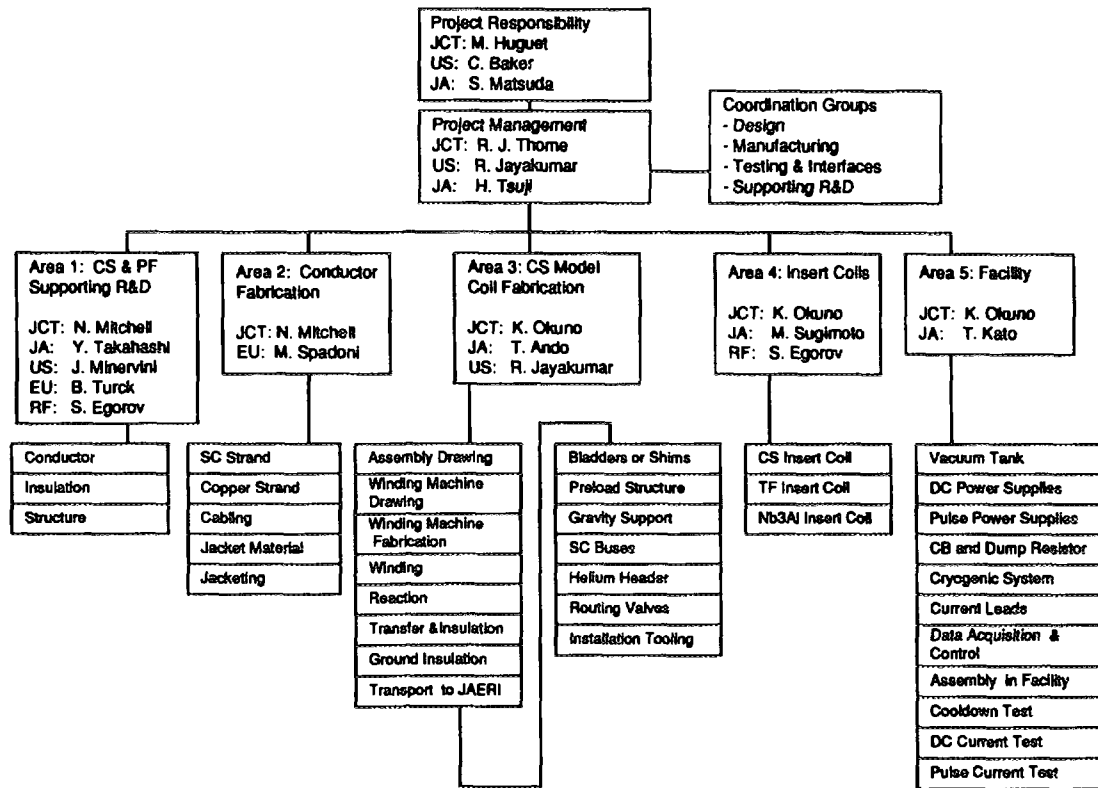 Project Responsibility
JCT: M. Huguet
US: C. Baker
JA: S. Matsuda
Project Management
JCT: R. J. Thome
US: R. Jayakumar
JA: H. Tsuji
Coordination Groups
- Design
- Manufacturing
- Testing & Interfaces
- Supporting R&D
Area 1: CS & PF
Supporting R&D
JCT: N. Mitchell
JA: Y. Takahashi
US: J. Minervini
EU: B. Turck
RF: S. Egorov
Area 2: Conductor
Fabrication
JCT: N. Mitchell
EU: M. Spadoni
Area 3: CS Model
Coil Fabrication
JCT: K. Okuno
JA: T. Ando
US: R. Jayakumar
Area 4: Insert Coils
JCT: K. Okuno
JA: M. Sugimoto
RF: S. Egorov
Area 5: Facility
JCT: K. Okuno
JA: T. Kato
Conductor
Insulation
Structure
SC Strand
Copper Strand
Cabling
Jacket Material
Jacketing
Assembly Drawing
Winding Machine
Drawing
Winding Machine
Fabrication
Winding
Reaction
Transfer & Insulation
Ground Insulation
Transport to JAERI
Bladders or Shims
Preload Structure
Gravity Support
SC Buses
Helium Header
Routing Valves
Installation Tooling
CS Insert Coil
TF Insert Coil
Nb3Al Insert Coil
Vacuum Tank
DC Power Supplies
Pulse Power Supplies
CB and Dump Resistor
Cryogenic System
Current Leads
Data Acquisition &
Control
Assembly in Facility
Cooldown Test
DC Current Test
Pulse Current Test